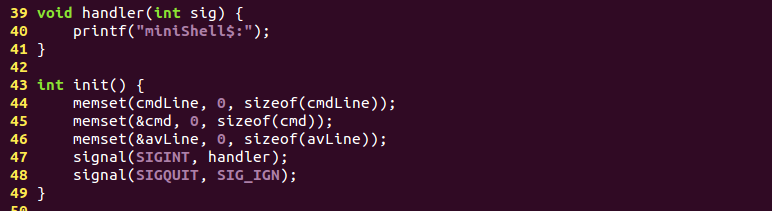 39 void handler(int sig) {
40     printf("miniShell$:");
41 }
42
43 int init() {
44     memset(cmdLine, 0, sizeof(cmdLine));
45     memset(&cmd, 0, sizeof(cmd));
46     memset(&avLine, 0, sizeof(avLine));
47     signal(SIGINT, handler);
48     signal(SIGQUIT, SIG_IGN);
49 }